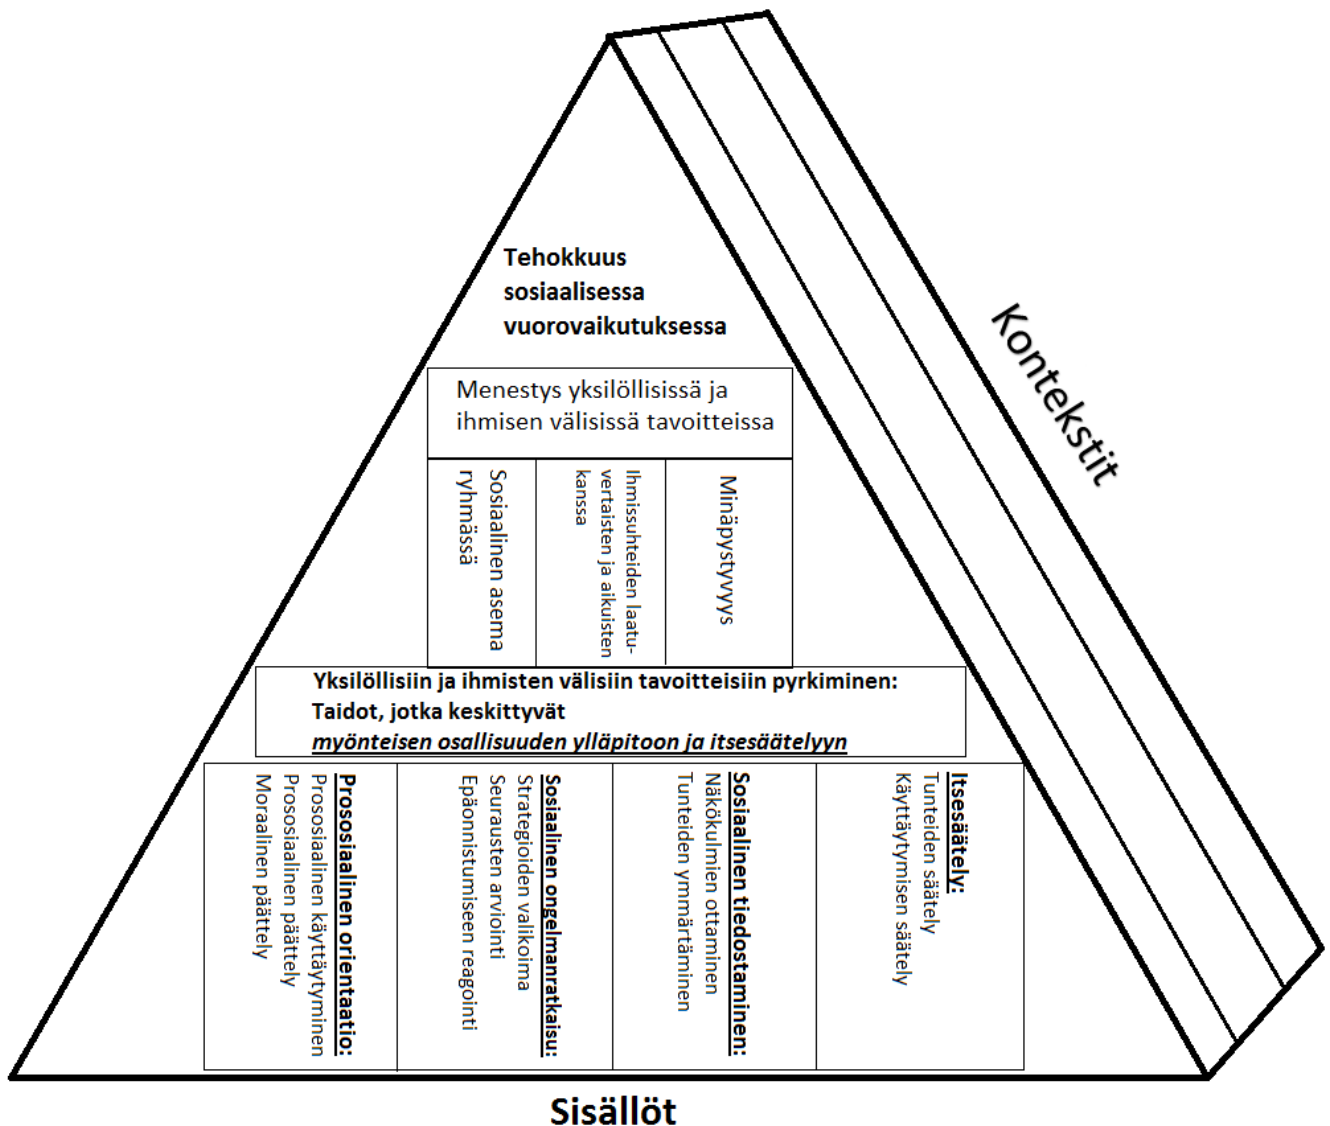 Tehokkuus
sosiaalisessa
vuorovaikutuksessa
Kontekstit
Menestys yksilöllisissä ja
ihmisen välisissä tavoitteissa
Sosiaalinen asema
ryhmässä
Ihmissuhteiden laatu-
vertaisten ja aikuisten
kanssa
Minäpystyvyys
Yksilöllisiin ja ihmisten välisiin tavoitteisiin pyrkiminen:
Taidot, jotka keskittyvät
myönteisen osallisuuden ylläpitoon ja itsesäätelyyn
Prososiaalinen orientaatio:
Prososiaalinen käyttäytyminen
Prososiaalinen päättely
Moraalinen päättely
Sosiaalinen ongelmanratkaisu:
Strategioiden valikoima
Seurausten arviointi
Epäonnistumiseen reagointi
Sosiaalinen tiedostaminen:
Näkökulmien ottaminen
Tunteiden ymmärtäminen
Itsesäätely:
Tunteiden säätely
Käyttäytymisen säätely
Sisällöt